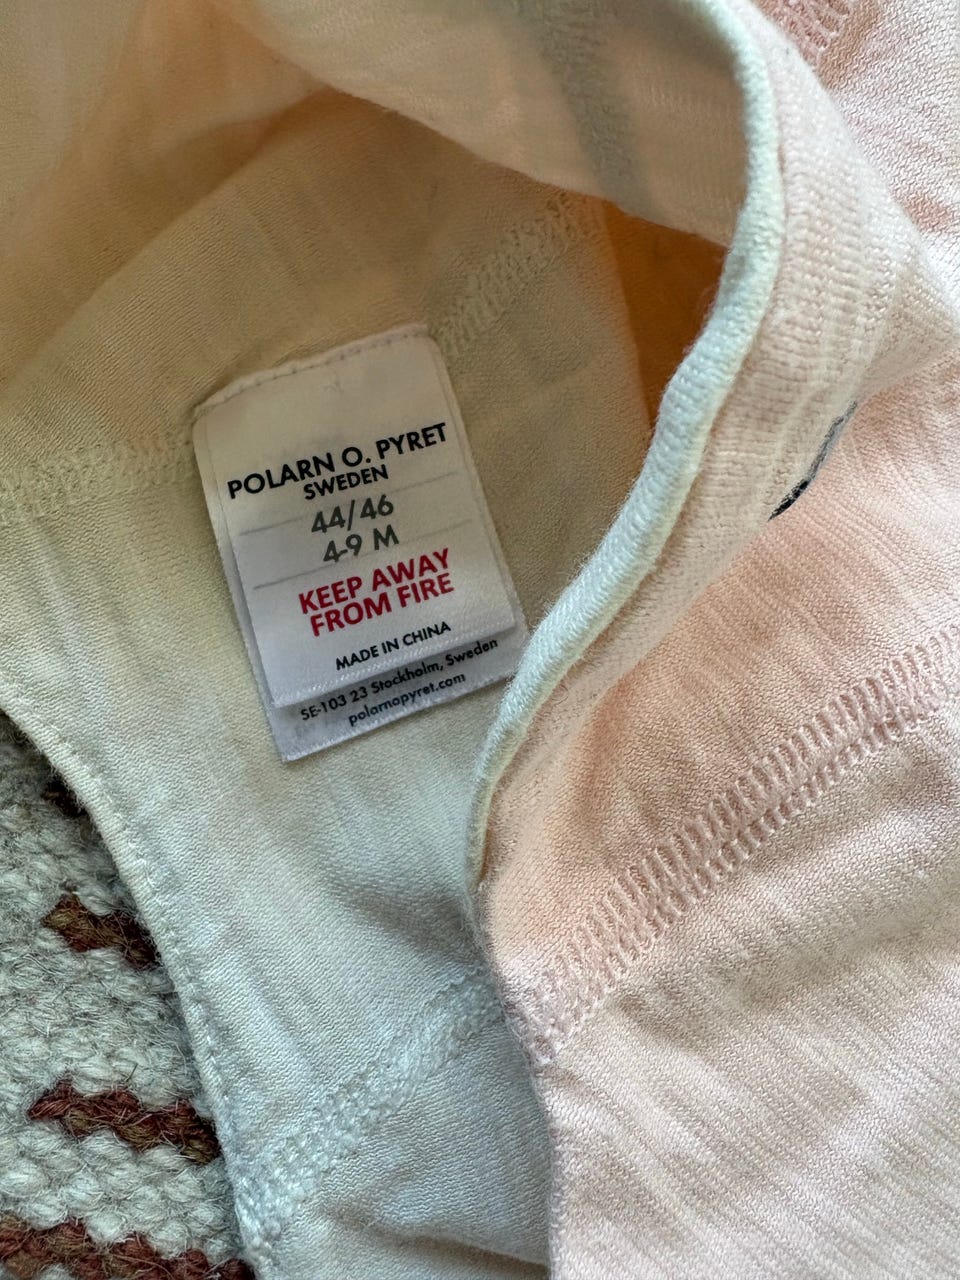 POLARN O. PYRET
SWEDEN
44/46
4-9 M
KEEP AWAY
FROM FIRE
MADE IN CHINA
SE-103 23 Stockholm, Sweden
polarnopyret.com